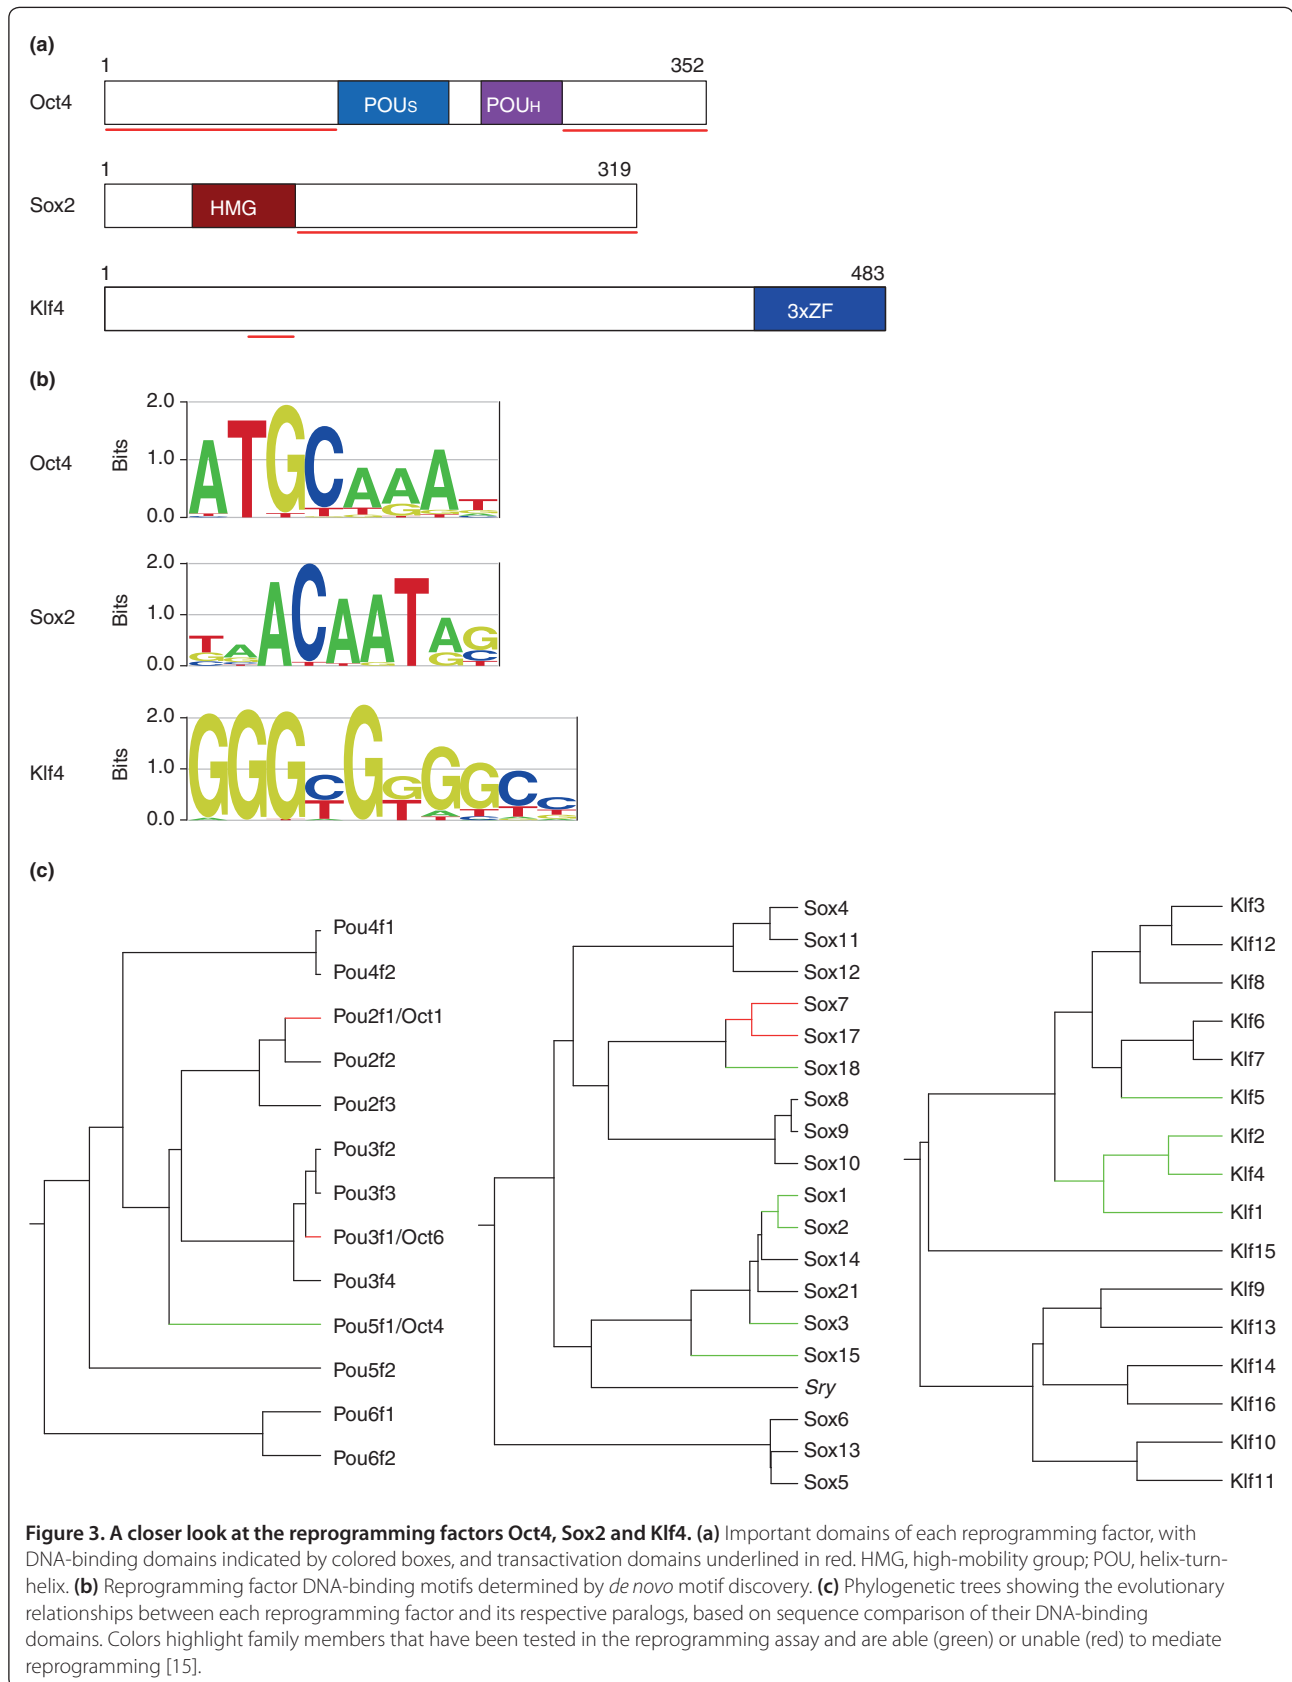 (a)
1 352
Oct4 POUS POUH
1 319
Sox2 HMG
1 483
Klf4 3xZF
(b)
Oct4
Bits
2.0
1.0
0.0
ATGCAAAT
Sox2
Bits
2.0
1.0
0.0
TAACAATAG
Klf4
Bits
2.0
1.0
0.0
GGGCGGGGCC
(c)
Pou4f1
Pou4f2
Pou2f1/Oct1
Pou2f2
Pou2f3
Pou3f2
Pou3f3
Pou3f1/Oct6
Pou3f4
Pou5f1/Oct4
Pou5f2
Pou6f1
Pou6f2
Sox4
Sox11
Sox12
Sox7
Sox17
Sox18
Sox8
Sox9
Sox10
Sox1
Sox2
Sox14
Sox21
Sox3
Sox15
Sry
Sox6
Sox13
Sox5
Klf3
Klf12
Klf8
Klf6
Klf7
Klf5
Klf2
Klf4
Klf1
Klf15
Klf9
Klf13
Klf14
Klf16
Klf10
Klf11
Figure 3. A closer look at the reprogramming factors Oct4, Sox2 and Klf4. (a) Important domains of each reprogramming factor, with
DNA-binding domains indicated by colored boxes, and transactivation domains underlined in red. HMG, high-mobility group; POU, helix-turn-
helix. (b) Reprogramming factor DNA-binding motifs determined by de novo motif discovery. (c) Phylogenetic trees showing the evolutionary
relationships between each reprogramming factor and its respective paralogs, based on sequence comparison of their DNA-binding
domains. Colors highlight family members that have been tested in the reprogramming assay and are able (green) or unable (red) to mediate
reprogramming [15].